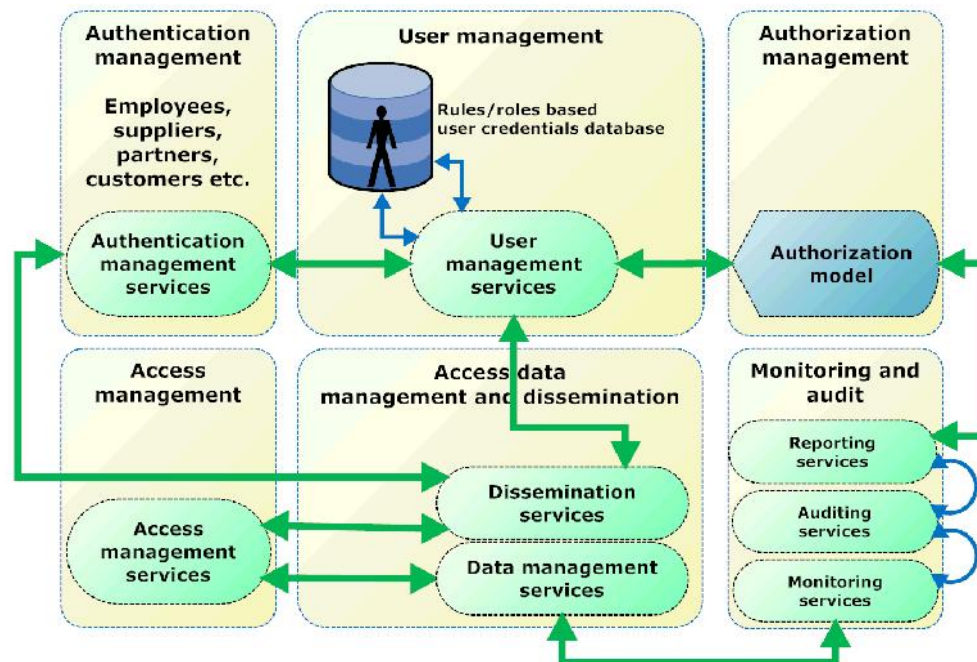 Authentication
management
Employees,
suppliers,
partners,
customers etc.
Authentication
management
services
User management
Rules/roles based
user credentials database
User
management
services
Authorization
management
Authorization
model
Access
management
Access
management
services
Access data
management and dissemination
Dissemination
services
Data management
services
Monitoring and
audit
Reporting
services
Auditing
services
Monitoring
services